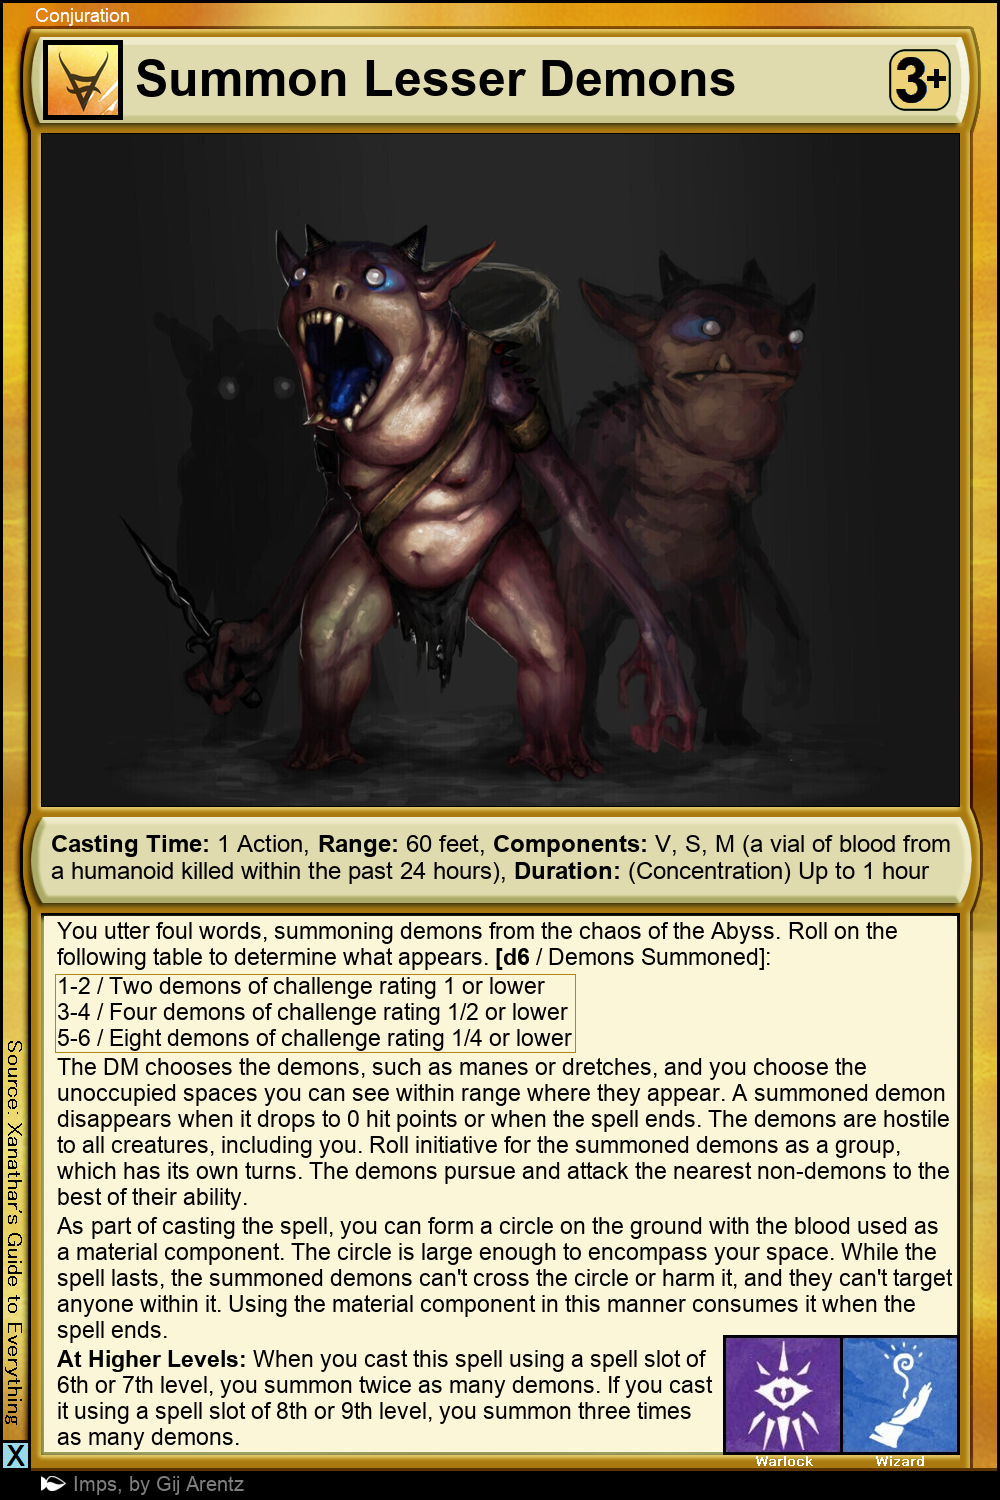 Conjuration
Summon Lesser Demons
3+
Casting Time: 1 Action, Range: 60 feet, Components: V, S, M (a vial of blood from
a humanoid killed within the past 24 hours), Duration: (Concentration) Up to 1 hour
You utter foul words, summoning demons from the chaos of the Abyss. Roll on the
following table to determine what appears. [d6 / Demons Summoned]:
1-2 / Two demons of challenge rating 1 or lower
3-4 / Four demons of challenge rating 1/2 or lower
5-6 / Eight demons of challenge rating 1/4 or lower
The DM chooses the demons, such as manes or dretches, and you choose the
unoccupied spaces you can see within range where they appear. A summoned demon
disappears when it drops to 0 hit points or when the spell ends. The demons are hostile
to all creatures, including you. Roll initiative for the summoned demons as a group,
which has its own turns. The demons pursue and attack the nearest non-demons to the
best of their ability.
As part of casting the spell, you can form a circle on the ground with the blood used as
a material component. The circle is large enough to encompass your space. While the
spell lasts, the summoned demons can't cross the circle or harm it, and they can't target
anyone within it. Using the material component in this manner consumes it when the
spell ends.
At Higher Levels: When you cast this spell using a spell slot of
6th or 7th level, you summon twice as many demons. If you cast
it using a spell slot of 8th or 9th level, you summon three times
as many demons.
Warlock
Wizard
Source: Xanathar's Guide to Everything
X
Imps, by Gij Arentz